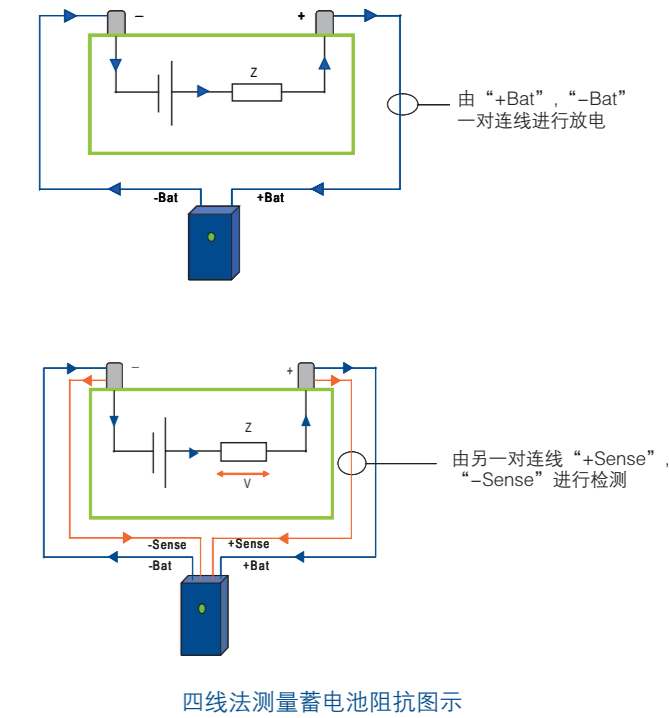 − +
Z
由“+Bat”,“−Bat”
一对连线进行放电
-Bat +Bat
− +
Z
V
由另一对连线“+Sense”,
“−Sense”进行检测
-Sense +Sense
-Bat +Bat
四线法测量蓄电池阻抗图示